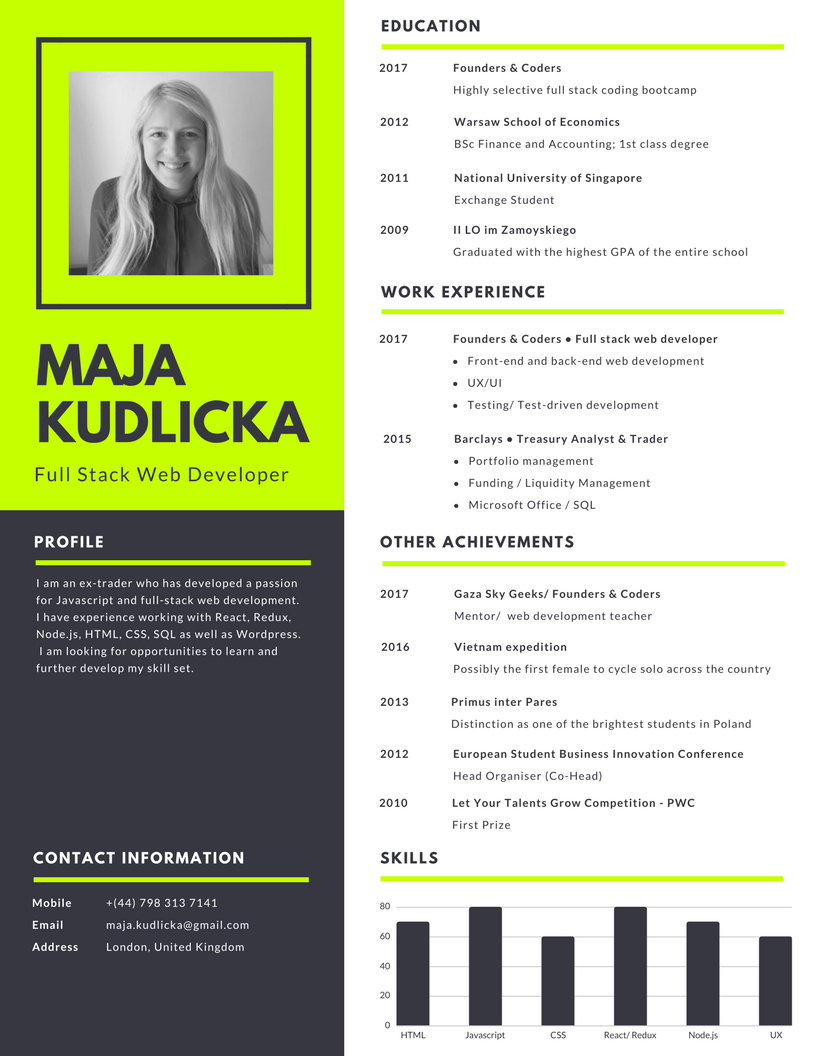 MAJA
KUDLICKA
Full Stack Web Developer
PROFILE
I am an ex-trader who has developed a passion
for Javascript and full-stack web development.
I have experience working with React, Redux,
Node.js, HTML, CSS, SQL as well as Wordpress.
I am looking for opportunities to learn and
further develop my skill set.
CONTACT INFORMATION
Mobile +(44) 798 313 7141
Email maja.kudlicka@gmail.com
Address London, United Kingdom
EDUCATION
2017 Founders & Coders
Highly selective full stack coding bootcamp
2012 Warsaw School of Economics
BSc Finance and Accounting; 1st class degree
2011 National University of Singapore
Exchange Student
2009 II LO im Zamoyskiego
Graduated with the highest GPA of the entire school
WORK EXPERIENCE
2017 Founders & Coders ● Full stack web developer
● Front-end and back-end web development
● UX/UI
● Testing/ Test-driven development
2015 Barclays ● Treasury Analyst & Trader
● Portfolio management
● Funding / Liquidity Management
● Microsoft Office / SQL
OTHER ACHIEVEMENTS
2017 Gaza Sky Geeks/ Founders & Coders
Mentor/ web development teacher
2016 Vietnam expedition
Possibly the first female to cycle solo across the country
2013 Primus inter Pares
Distinction as one of the brightest students in Poland
2012 European Student Business Innovation Conference
Head Organiser (Co-Head)
2010 Let Your Talents Grow Competition - PWC
First Prize
SKILLS
80
60
40
20
0
HTML Javascript CSS React/ Redux Node.js UX